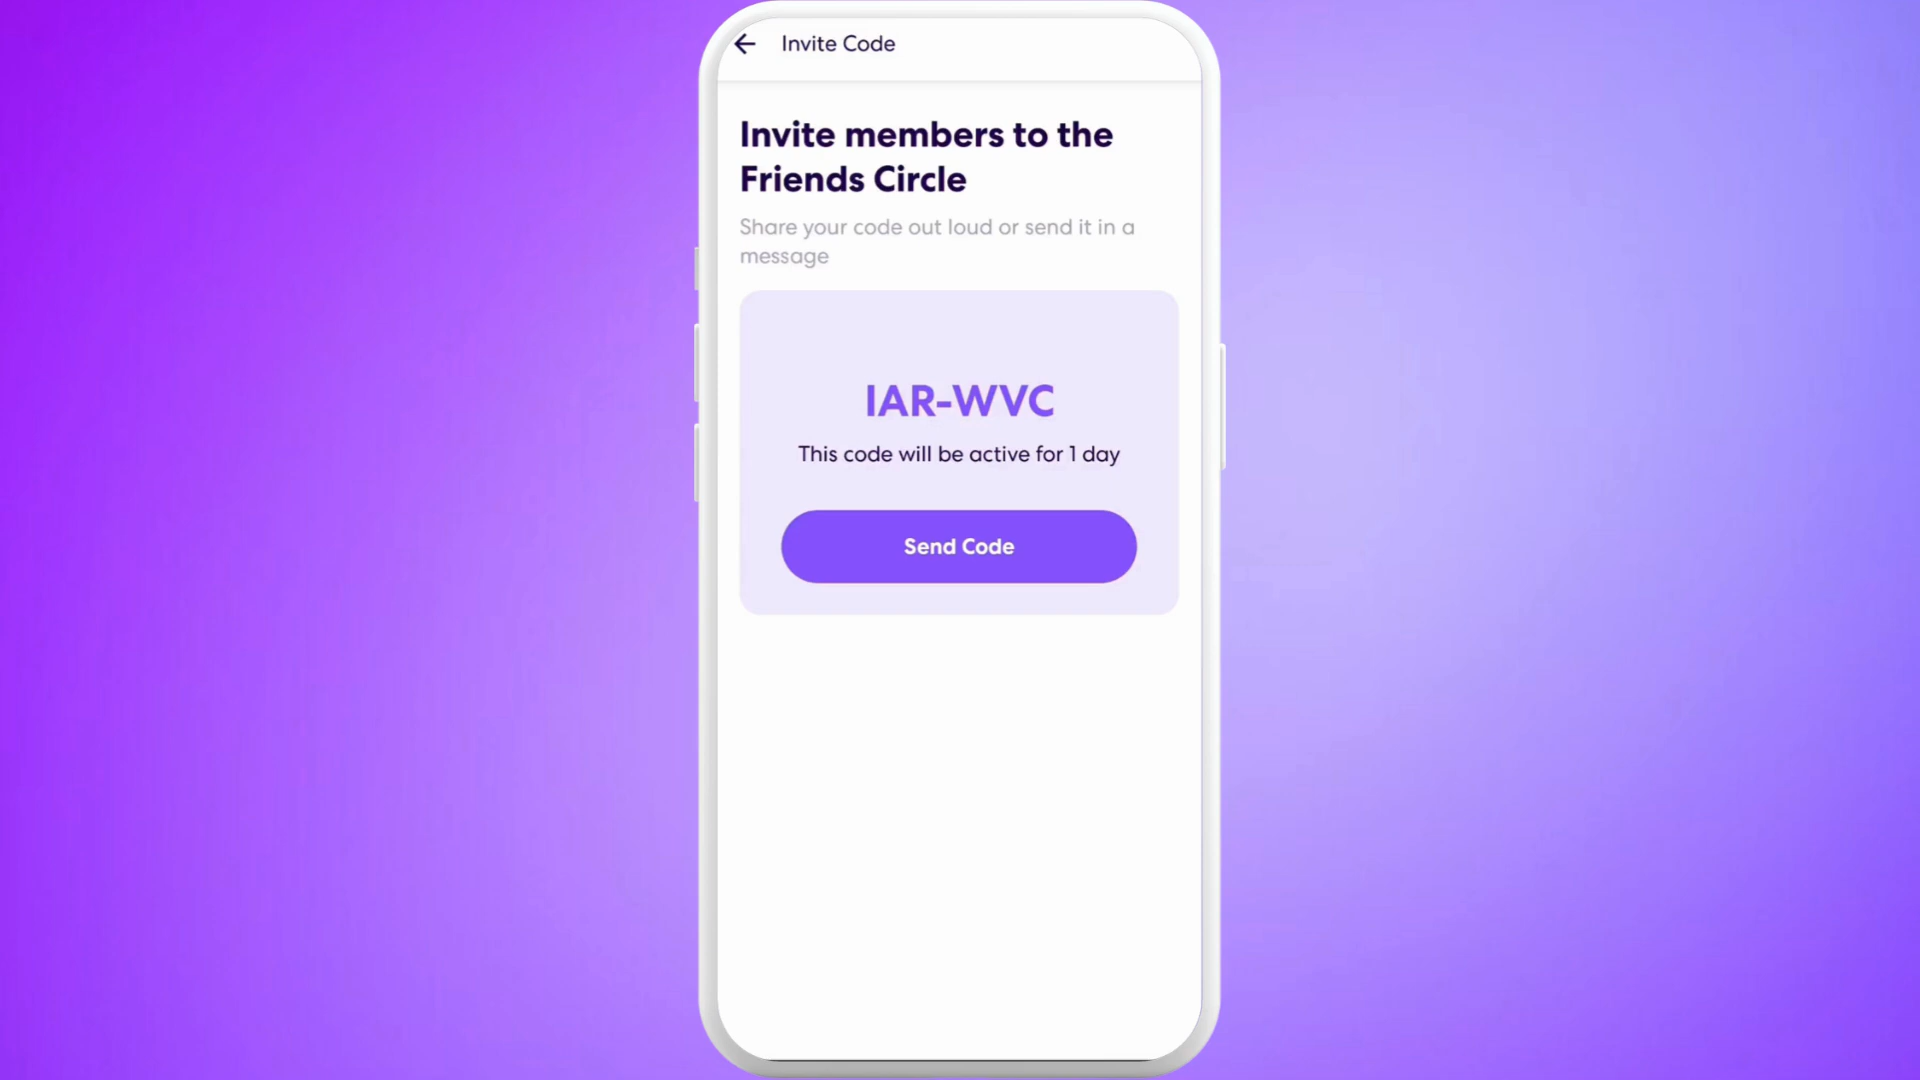 Invite Code
Invite members to the
Friends Circle
Share your code out loud or send it in a
message
IAR-WVC
This code will be active for 1 day
Send Code